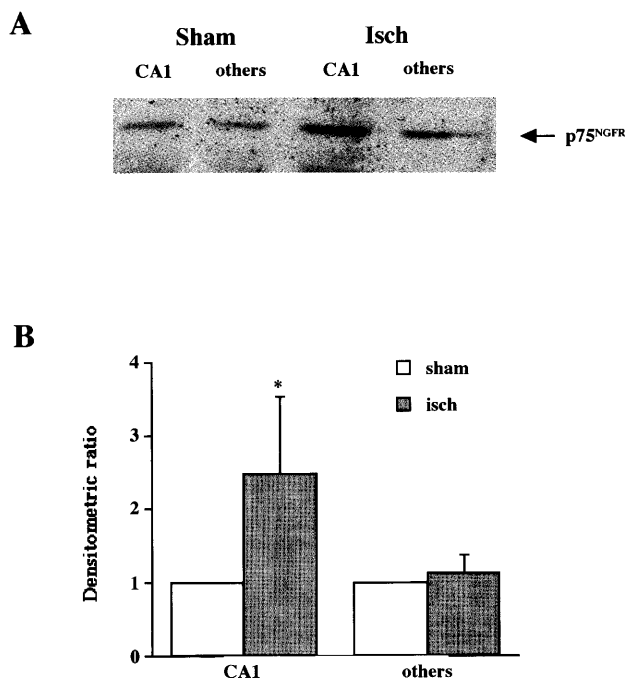 A
Sham Isch
CA1 others CA1 others
p75NGFR
B
4
3
2
1
0
Densitometric ratio
*
sham
isch
CA1 others